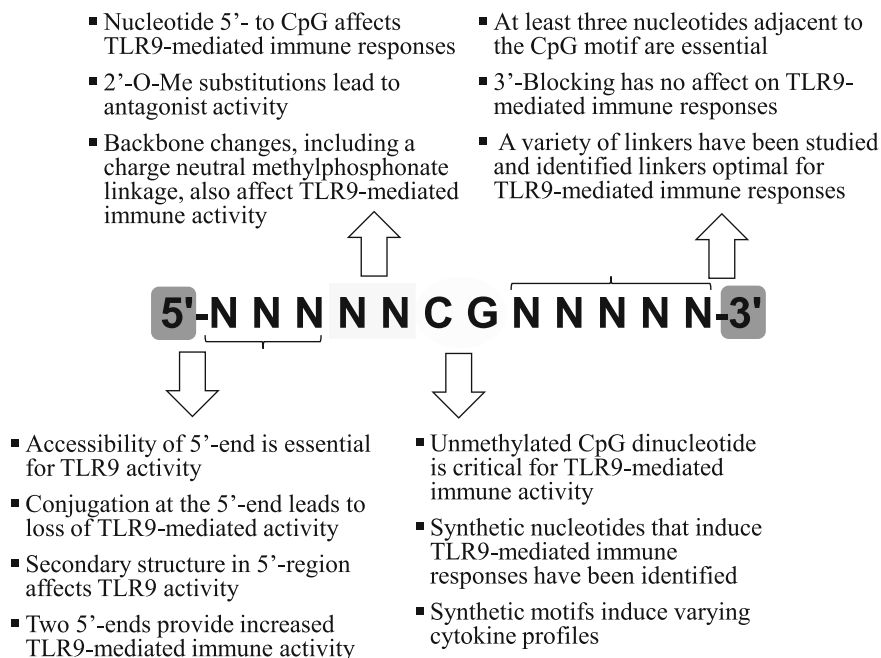 ▪ Nucleotide 5’- to CpG affects
TLR9-mediated immune responses
▪ 2’-O-Me substitutions lead to
antagonist activity
▪ Backbone changes, including a
charge neutral methylphosphonate
linkage, also affect TLR9-mediated
immune activity
▪ At least three nucleotides adjacent to
the CpG motif are essential
▪ 3’-Blocking has no affect on TLR9-
mediated immune responses
▪ A variety of linkers have been studied
and identified linkers optimal for
TLR9-mediated immune responses
5'-N N N N N C G N N N N N-3'
▪ Accessibility of 5’-end is essential
for TLR9 activity
▪ Conjugation at the 5’-end leads to
loss of TLR9-mediated activity
▪ Secondary structure in 5’-region
affects TLR9 activity
▪ Two 5’-ends provide increased
TLR9-mediated immune activity
▪ Unmethylated CpG dinucleotide
is critical for TLR9-mediated
immune activity
▪ Synthetic nucleotides that induce
TLR9-mediated immune
responses have been identified
▪ Synthetic motifs induce varying
cytokine profiles